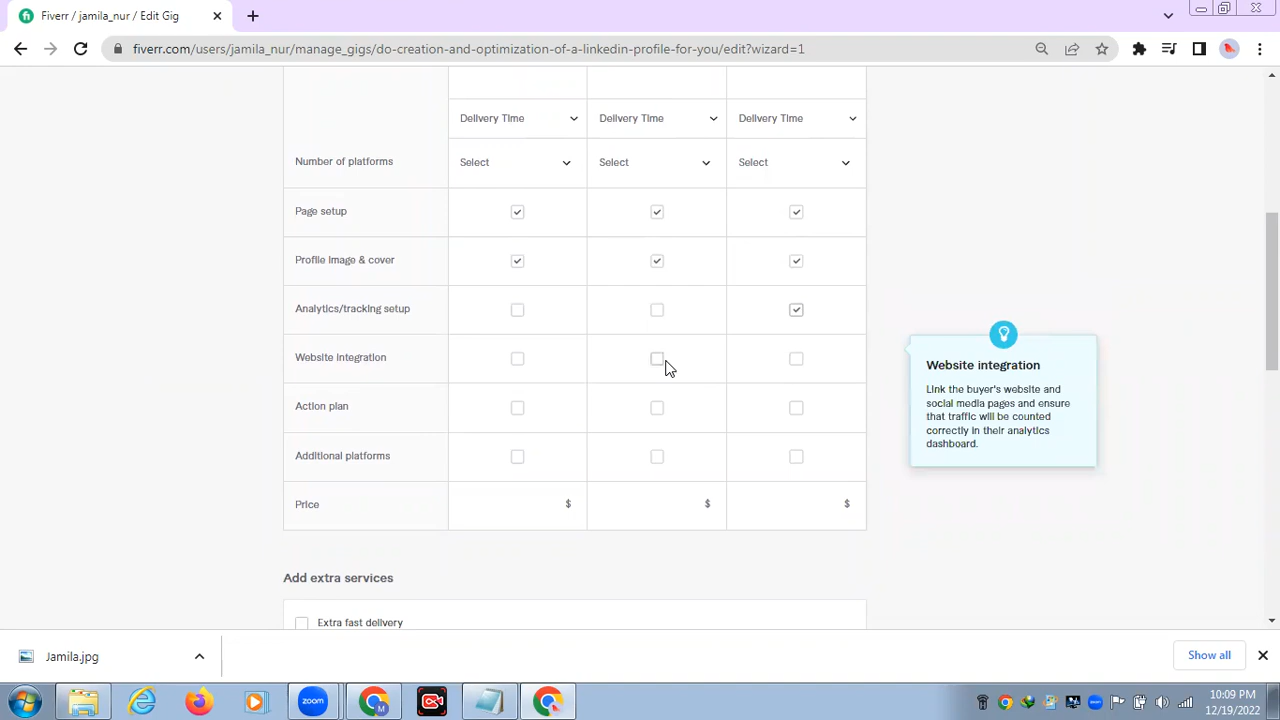 Fiverr / jamila_nur / Edit Gig
fiverr.com/users/jamila_nur/manage_gigs/do-creation-and-optimization-of-a-linkedin-profile-for-you/edit?wizard=1
Delivery Time Delivery Time Delivery Time
Number of platforms Select Select Select
Page setup
Profile image & cover
Analytics/tracking setup
Website integration
Action plan
Additional platforms
Price $ $ $
Website integration
Link the buyer's website and
social media pages and ensure
that traffic will be counted
correctly in their analytics
dashboard.
Add extra services
Extra fast delivery
Jamila.jpg
Show all
zoom
M
zoom
10:09 PM
12/19/2022